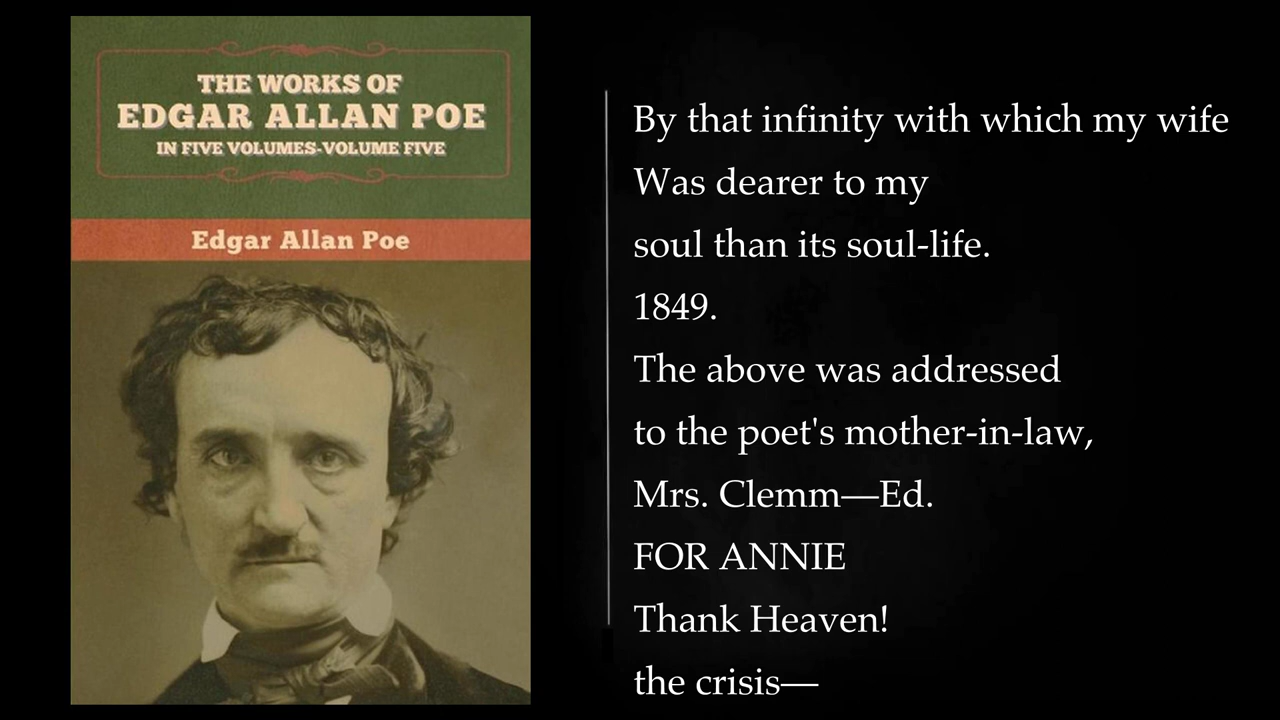 THE WORKS OF
EDGAR ALLAN POE
IN FIVE VOLUMES-VOLUME FIVE
Edgar Allan Poe
By that infinity with which my wife
Was dearer to my
soul than its soul-life.
1849.
The above was addressed
to the poet's mother-in-law,
Mrs. Clemm—Ed.
FOR ANNIE
Thank Heaven!
the crisis—